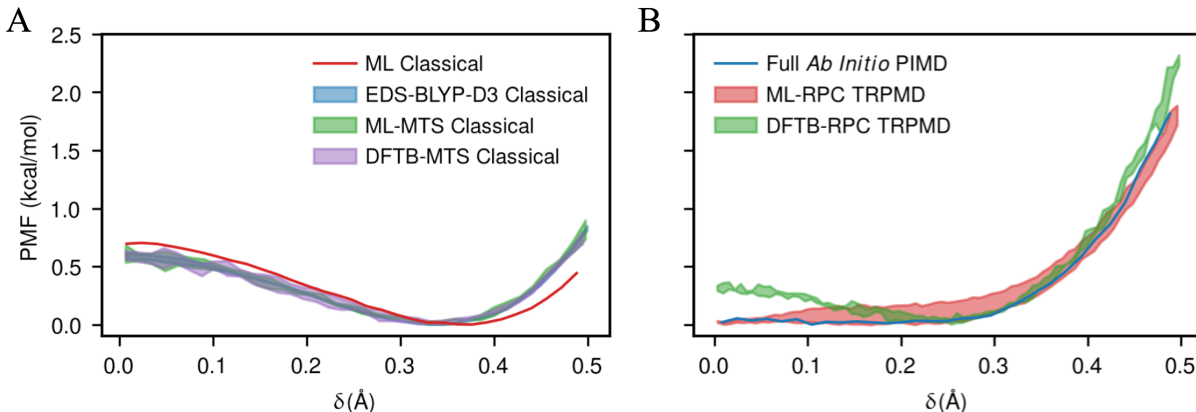 A
B
2.5
2.0
1.5
1.0
0.5
0.0
PMF (kcal/mol)
ML Classical
EDS-BLYP-D3 Classical
ML-MTS Classical
DFTB-MTS Classical
0.0 0.1 0.2 0.3 0.4 0.5
δ(Å)
Full Ab Initio PIMD
ML-RPC TRPMD
DFTB-RPC TRPMD
0.0 0.1 0.2 0.3 0.4 0.5
δ(Å)